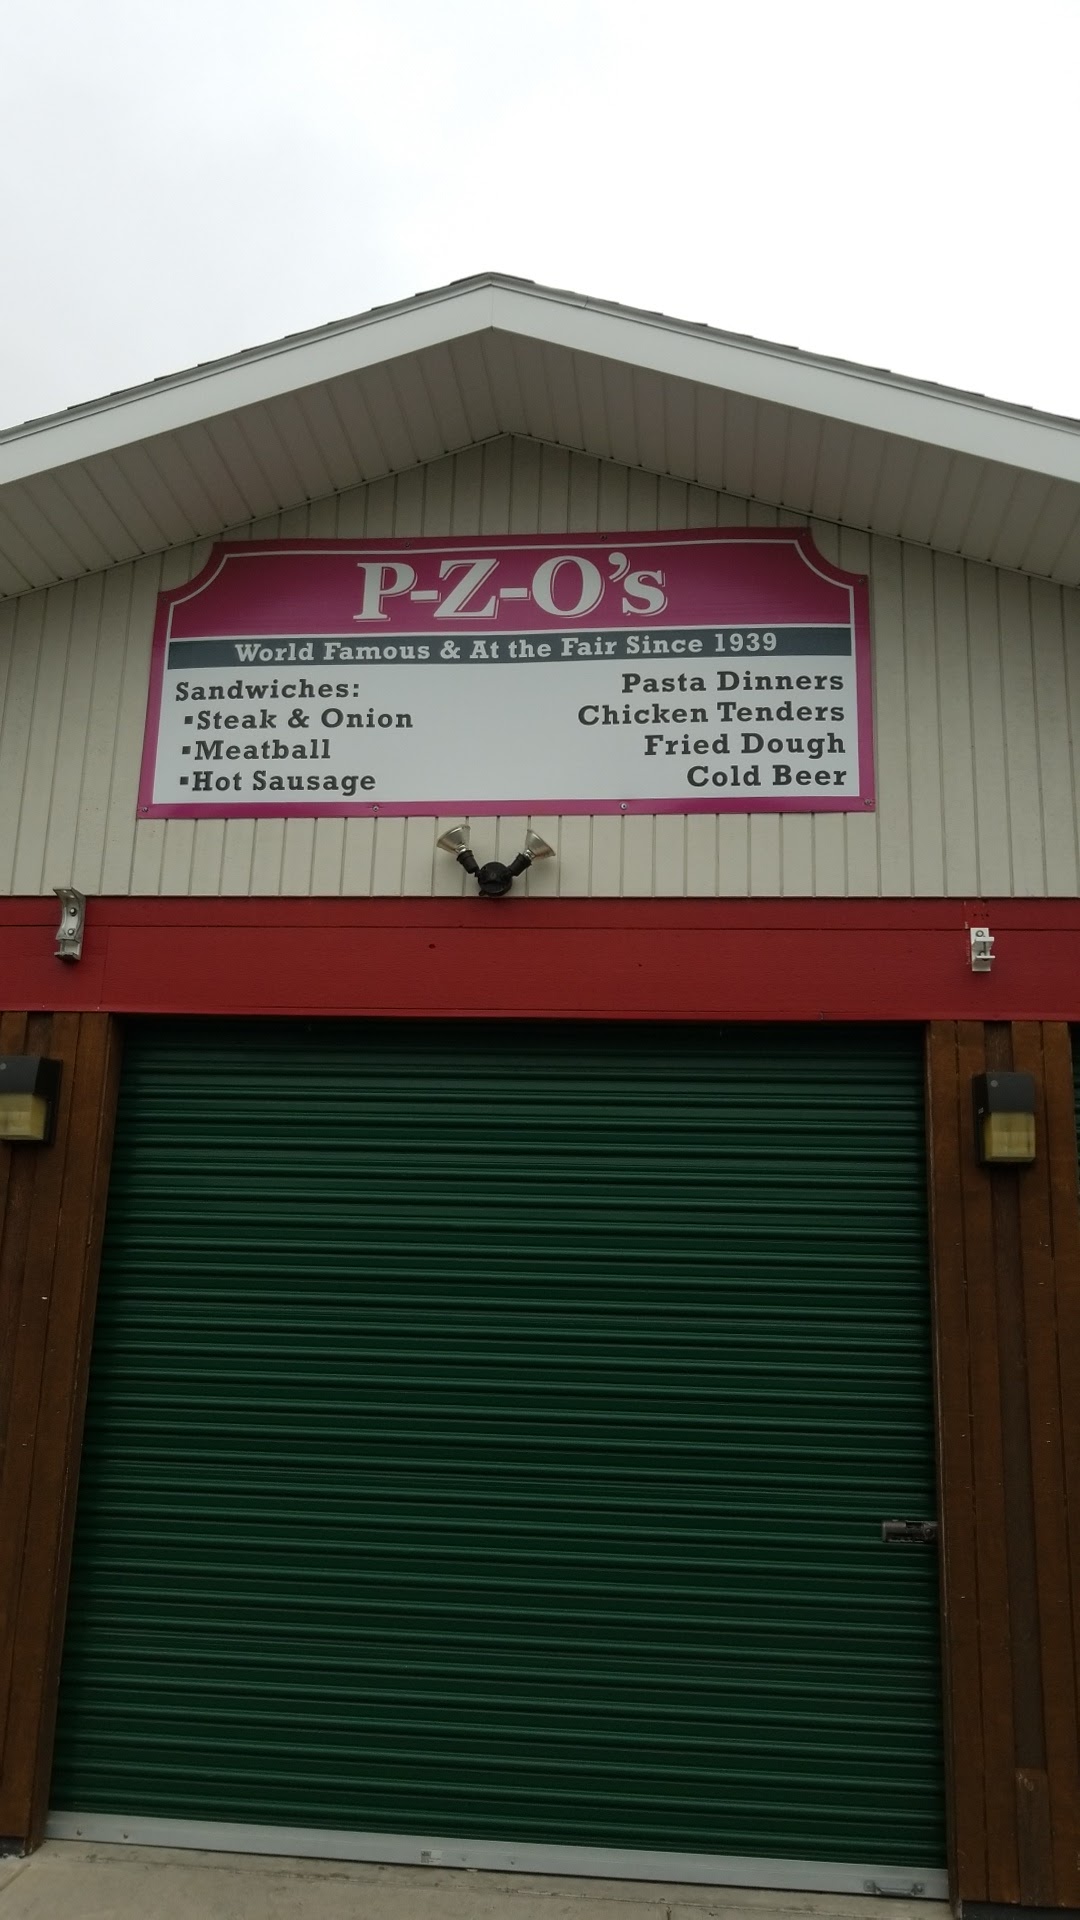 P-Z-O's
World Famous & At the Fair Since 1939
Sandwiches:
▪Steak & Onion
▪Meatball
▪Hot Sausage
Pasta Dinners
Chicken Tenders
Fried Dough
Cold Beer